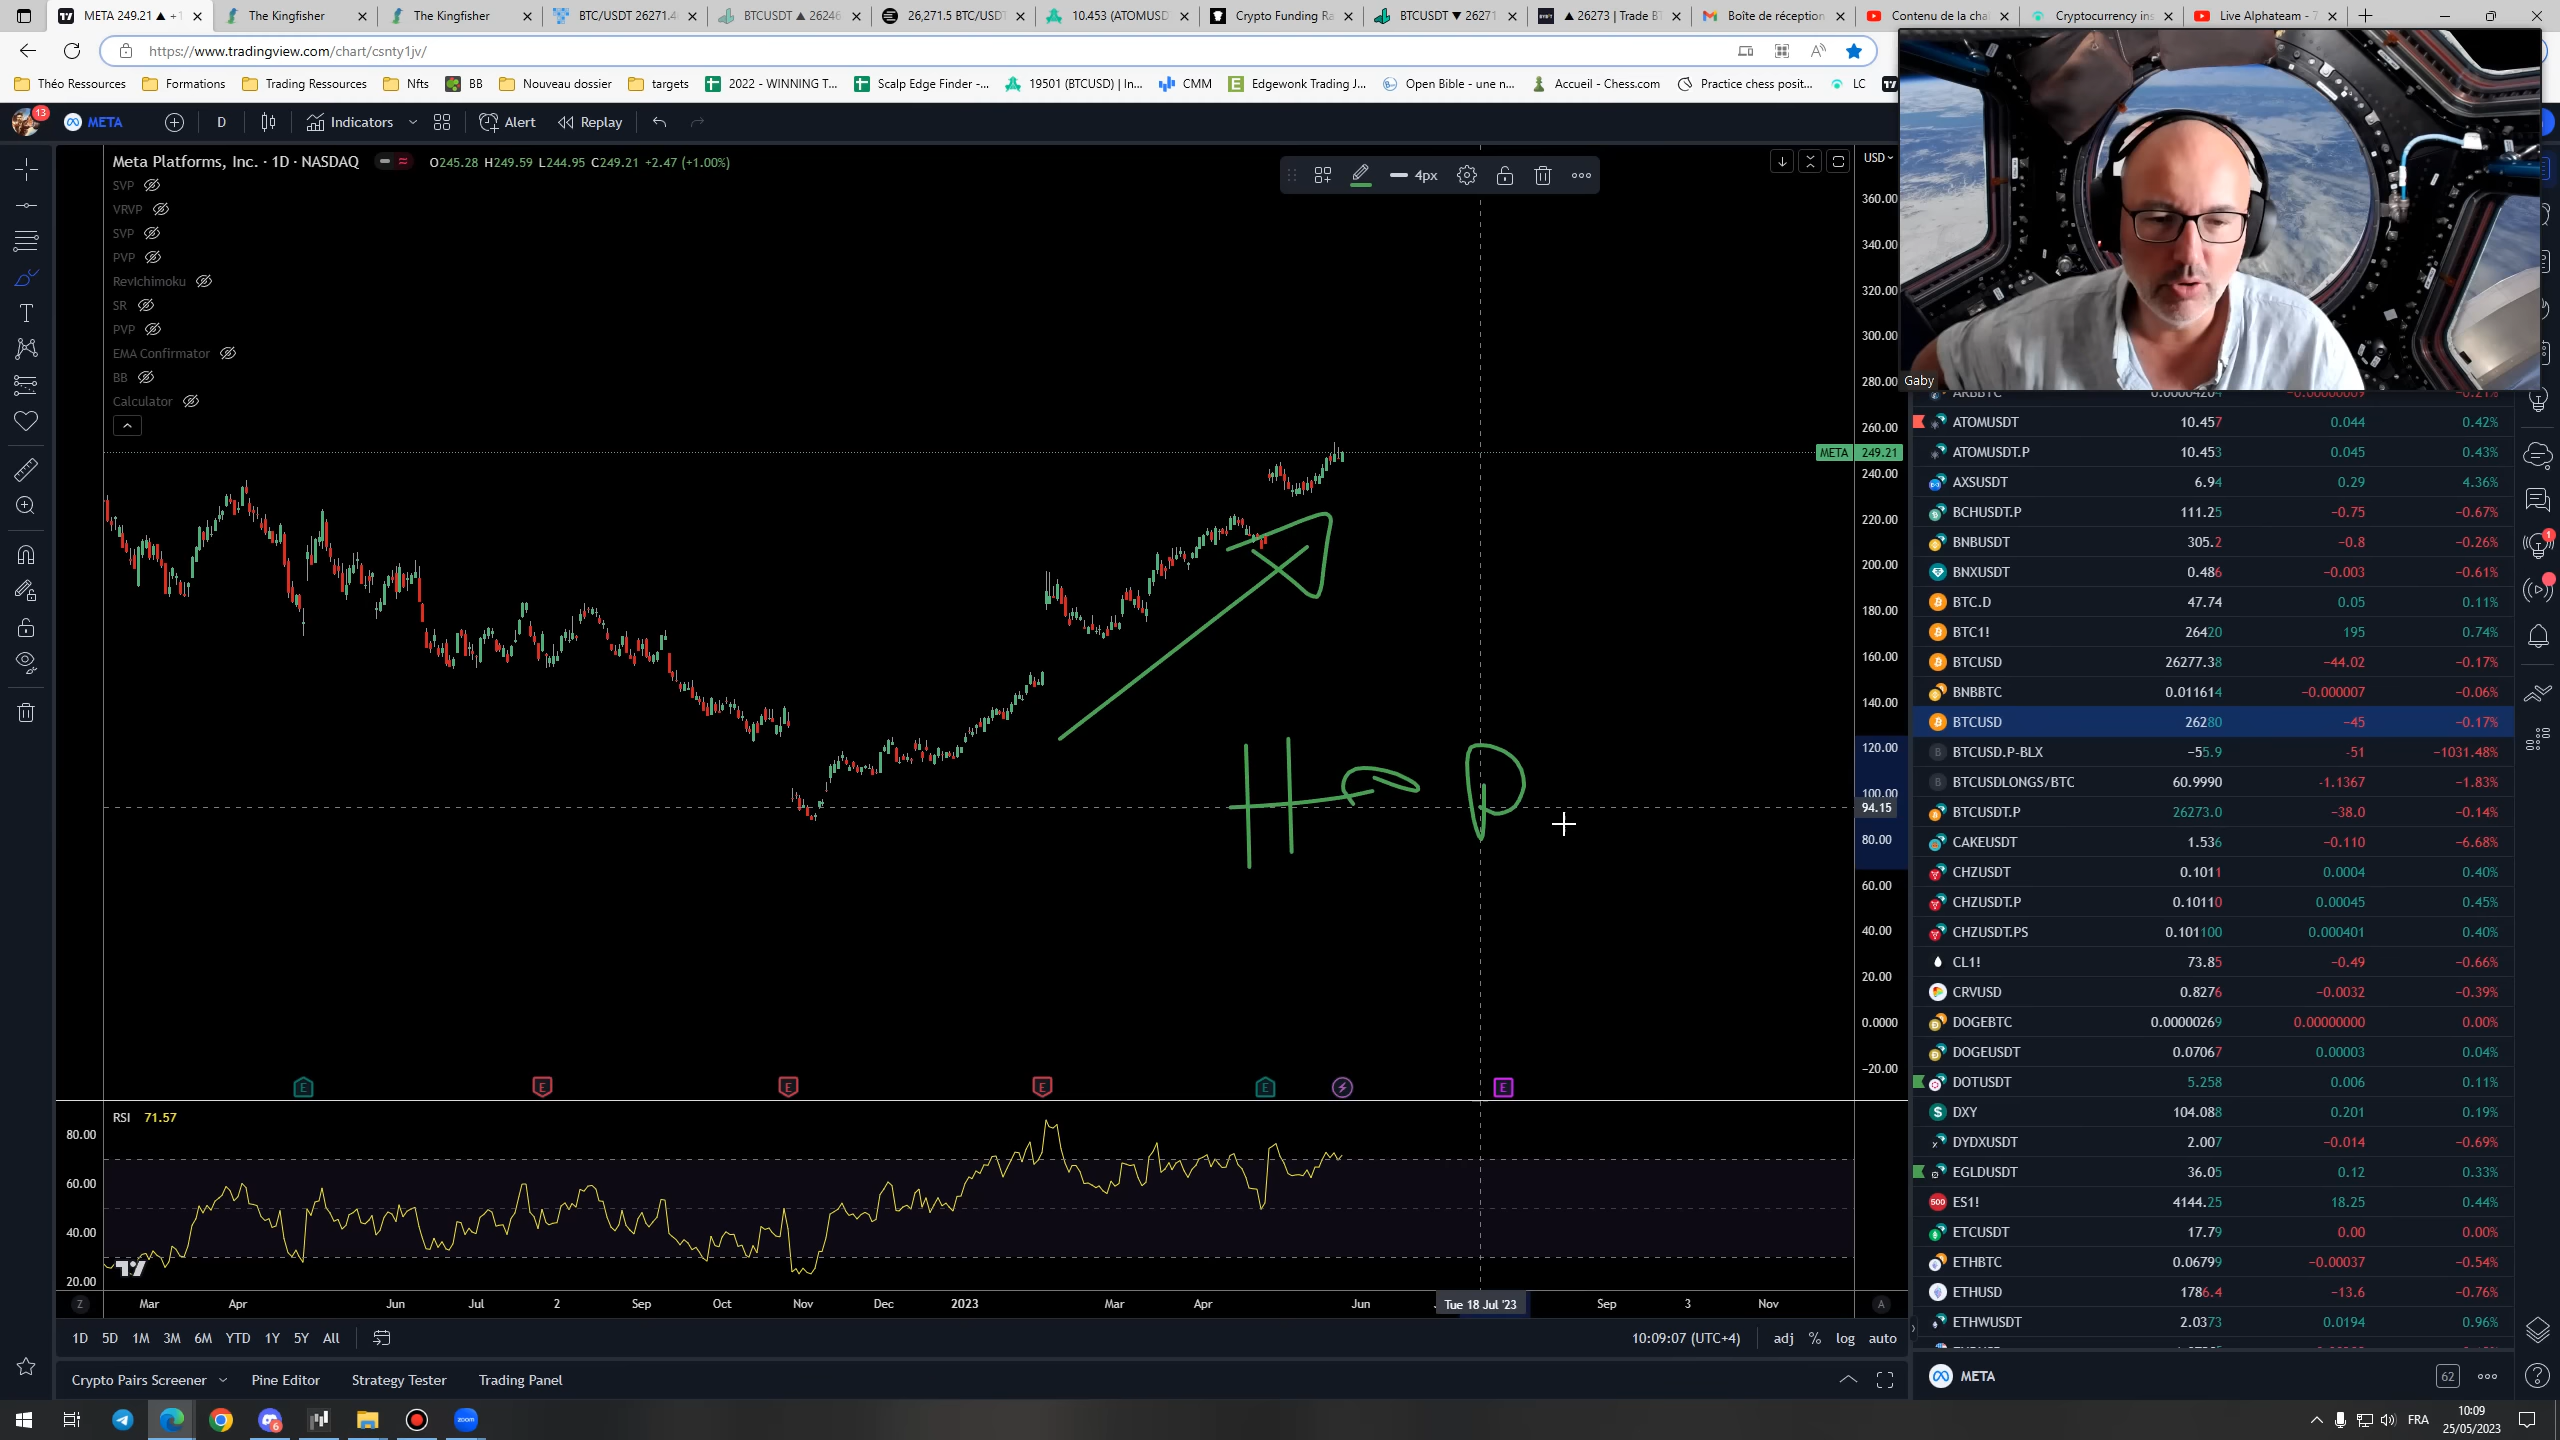 META 249.21 ▲ +1
The Kingfisher
The Kingfisher
BTC/USDT 26271.4
BTCUSDT ▲ 26246
26,271.5 BTC/USDT
10.453 (ATOMUSD
Crypto Funding Ra
BTCUSDT ▼ 26271
▲ 26273 | Trade BT
Boîte de réception
Contenu de la chaî
Cryptocurrency ins
Live Alphateam - 7
https://www.tradingview.com/chart/csnty1jv/
Théo Ressources
Formations
Trading Ressources
Nfts
BB
Nouveau dossier
targets
2022 - WINNING T...
Scalp Edge Finder -...
19501 (BTCUSD) | In...
CMM
Edgewonk Trading J...
Open Bible - une n...
Accueil - Chess.com
Practice chess posit...
LC
13
META
D
Indicators
Alert
Replay
Meta Platforms, Inc. · 1D · NASDAQ
O245.28 H249.59 L244.95 C249.21 +2.47 (+1.00%)
4px
USD
SVP
VRVP
SVP
PVP
RevIchimoku
SR
PVP
EMA Confirmator
BB
Calculator
360.00
340.00
320.00
300.00
280.00
260.00
META 249.21
240.00
220.00
200.00
180.00
160.00
140.00
120.00
100.00
94.15
80.00
60.00
40.00
20.00
0.0000
−20.00
Gaby
E
E
E
E
E
E
RSI 71.57
80.00
60.00
40.00
20.00
Z
Mar
Apr
Jun
Jul
2
Sep
Oct
Nov
Dec
2023
Mar
Apr
Jun
Tue 18 Jul '23
Sep
3
Nov
A
1D 5D 1M 3M 6M YTD 1Y 5Y All
10:09:07 (UTC+4)
adj % log auto
Crypto Pairs Screener
Pine Editor
Strategy Tester
Trading Panel
ATOMUSDT 10.457 0.044 0.42%
ATOMUSDT.P 10.453 0.045 0.43%
AXSUSDT 6.94 0.29 4.36%
BCHUSDT.P 111.25 −0.75 −0.67%
BNBUSDT 305.2 −0.8 −0.26%
BNXUSDT 0.486 −0.003 −0.61%
BTC.D 47.74 0.05 0.11%
BTC1! 26420 195 0.74%
BTCUSD 26277.38 −44.02 −0.17%
BNBBTC 0.011614 −0.000007 −0.06%
BTCUSD 26280 −45 −0.17%
BTCUSD.P-BLX −55.9 −51 −1031.48%
BTCUSDLONGS/BTC 60.9990 −1.1367 −1.83%
BTCUSDT.P 26273.0 −38.0 −0.14%
CAKEUSDT 1.536 −0.110 −6.68%
CHZUSDT 0.1011 0.0004 0.40%
CHZUSDT.P 0.10110 0.00045 0.45%
CHZUSDT.PS 0.101100 0.000401 0.40%
CL1! 73.85 −0.49 −0.66%
CRVUSD 0.8276 −0.0032 −0.39%
DOGEBTC 0.00000269 0.00000000 0.00%
DOGEUSDT 0.07067 0.00003 0.04%
DOTUSDT 5.258 0.006 0.11%
DXY 104.088 0.201 0.19%
DYDXUSDT 2.007 −0.014 −0.69%
EGLDUSDT 36.05 0.12 0.33%
ES1! 4144.25 18.25 0.44%
ETCUSDT 17.79 0.00 0.00%
ETHBTC 0.06799 −0.00037 −0.54%
ETHUSD 1786.4 −13.6 −0.76%
ETHWUSDT 2.0373 0.0194 0.96%
META
62
FRA
10:09
25/05/2023